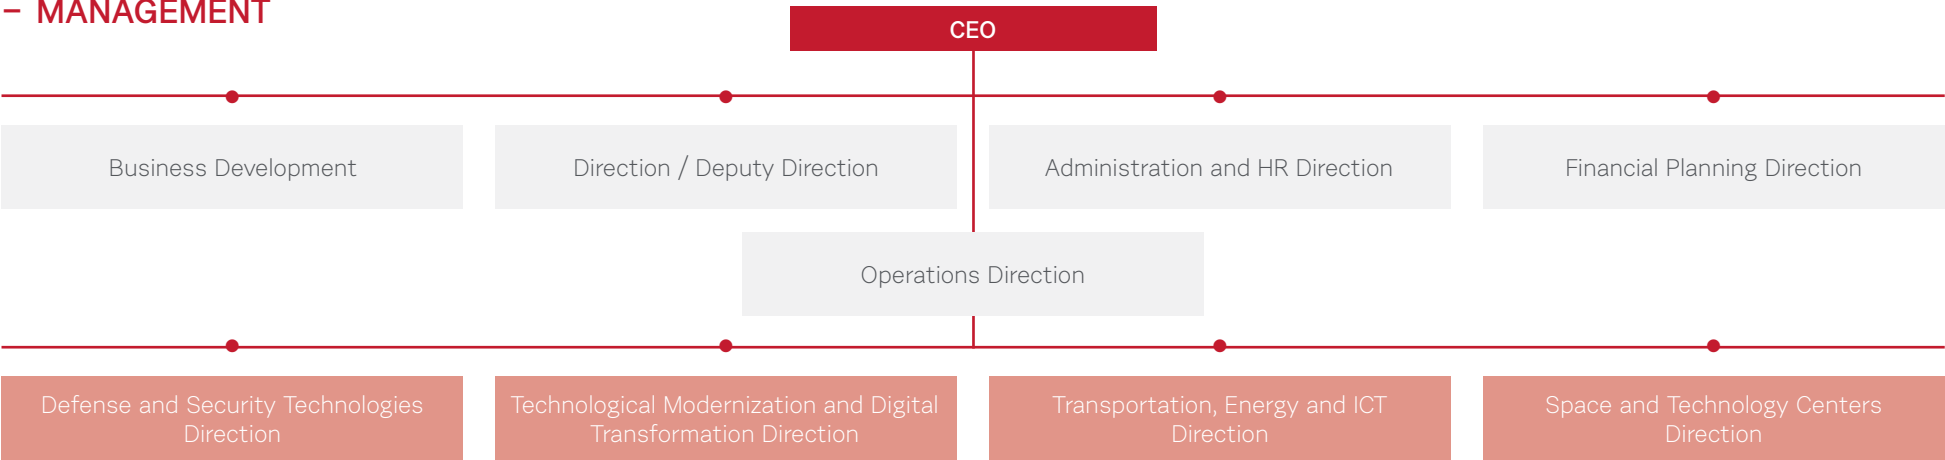 – MANAGEMENT
CEO
Business Development
Direction / Deputy Direction
Administration and HR Direction
Financial Planning Direction
Operations Direction
Defense and Security Technologies
Direction
Technological Modernization and Digital
Transformation Direction
Transportation, Energy and ICT
Direction
Space and Technology Centers
Direction